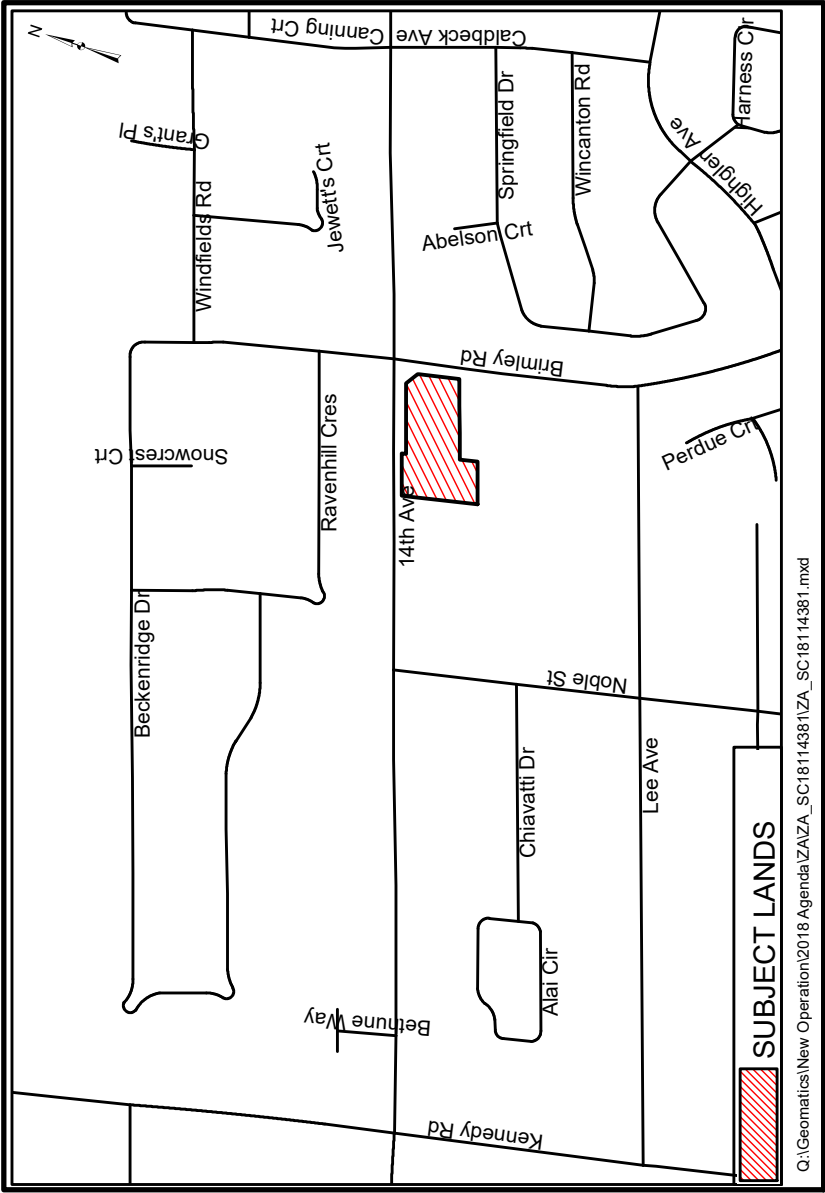 N
Canning Crt
Caldbeck Ave
Grant's Pl
Windfields Rd
Jewett's Crt
Springfield Dr
Wincanton Rd
Abelson Crt
Highglen Ave
Harness Cir
Brimley Rd
Snowcrest Crt
Ravenhill Cres
14th Ave
Perdue Crt
Beckenridge Dr
Noble St
Chiavatti Dr
Lee Ave
Alai Cir
Bethune Way
Kennedy Rd
SUBJECT LANDS
Q:\Geomatics\New Operation\2018 Agenda\ZA\ZA_SC18114381\ZA_SC18114381.mxd